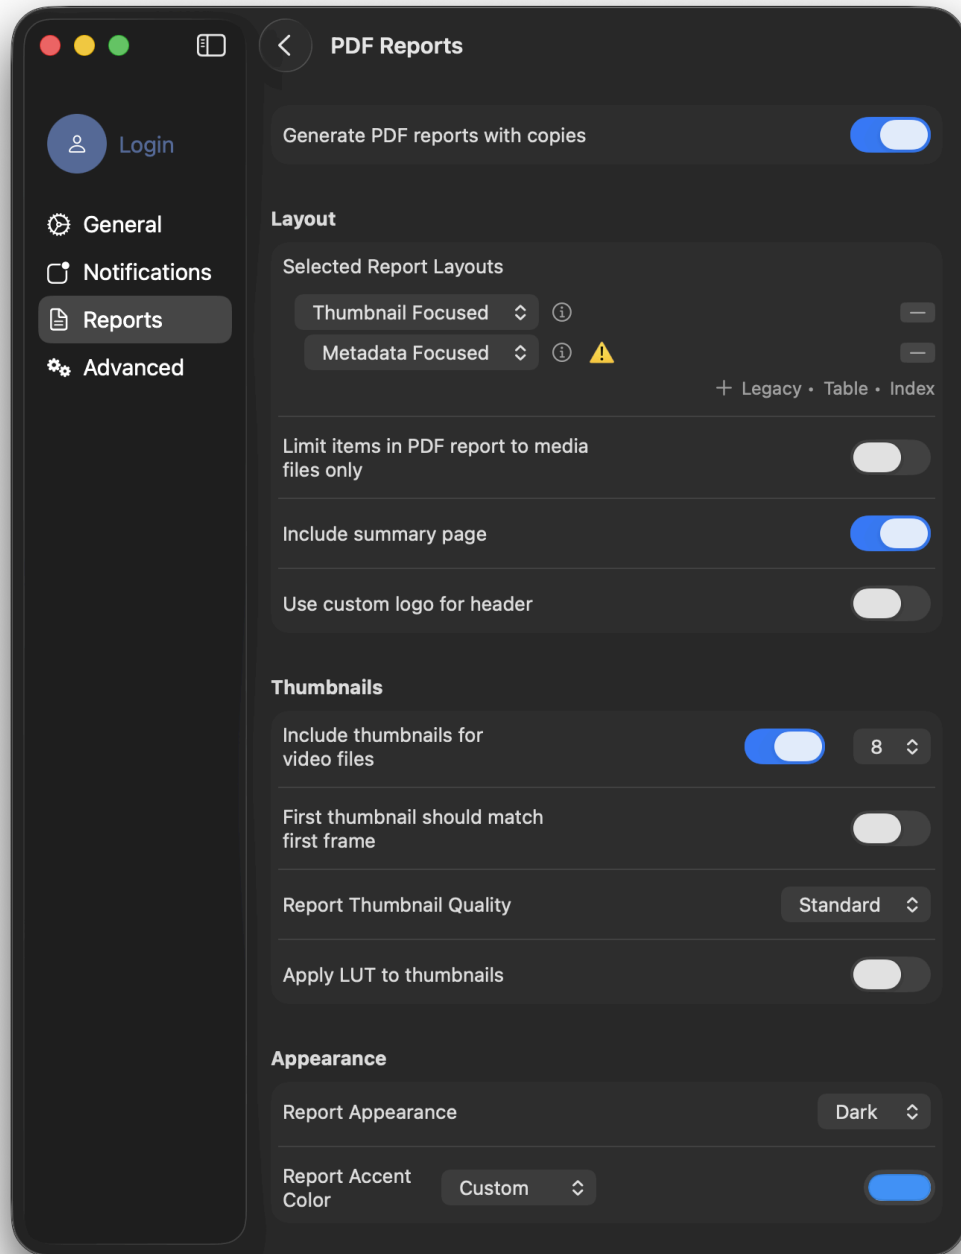 PDF Reports
Login
General
Notifications
Reports
Advanced
Generate PDF reports with copies
Layout
Selected Report Layouts
Thumbnail Focused
Metadata Focused
+ Legacy • Table • Index
Limit items in PDF report to media
files only
Include summary page
Use custom logo for header
Thumbnails
Include thumbnails for
video files
8
First thumbnail should match
first frame
Report Thumbnail Quality
Standard
Apply LUT to thumbnails
Appearance
Report Appearance
Dark
Report Accent
Color
Custom